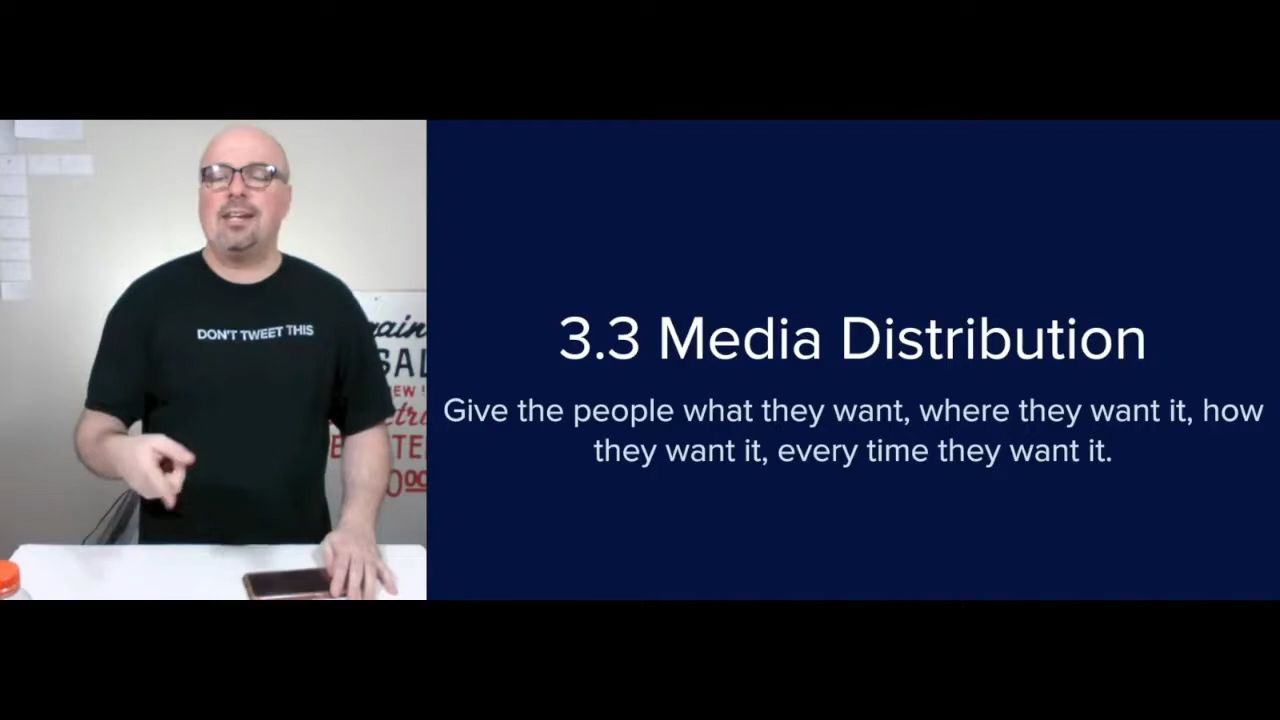 DON'T TWEET THIS
EW!
3.3 Media Distribution
Give the people what they want, where they want it, how
they want it, every time they want it.